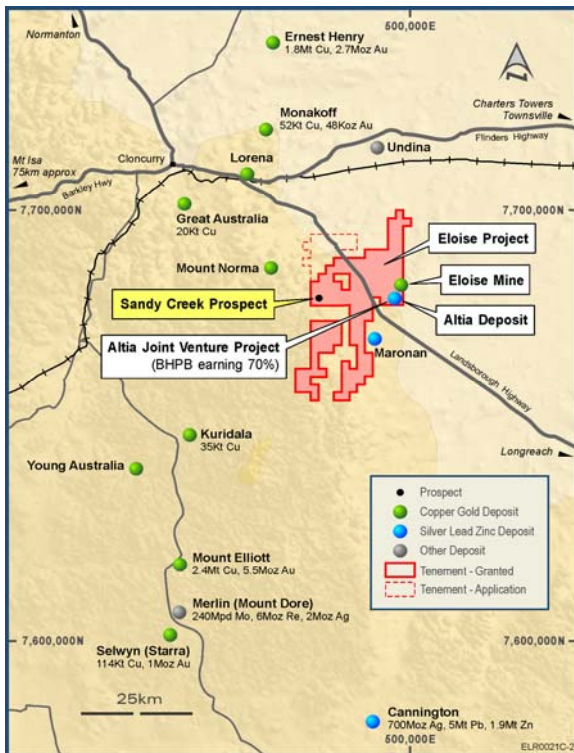 500,000E
Normanton
Ernest Henry
1.8Mt Cu, 2.7Moz Au
N
Monakoff
52Kt Cu, 48Koz Au
Charters Towers
Townsville
Undina
Flinders Highway
Mt Isa
75km approx
Cloncurry
Lorena
Barkley Hwy
7,700,000N
7,700,000N
Great Australia
20Kt Cu
Eloise Project
Mount Norma
Eloise Mine
Sandy Creek Prospect
Altia Deposit
Altia Joint Venture Project
(BHPB earning 70%)
Maronan
Landsborough Highway
Kuridala
35Kt Cu
Longreach
Young Australia
Prospect
Copper Gold Deposit
Silver Lead Zinc Deposit
Other Deposit
Tenement - Granted
Tenement - Application
Mount Elliott
2.4Mt Cu, 5.5Moz Au
Merlin (Mount Dore)
240Mpd Mo, 6Moz Re, 2Moz Ag
7,600,000N
7,600,000N
Selwyn (Starra)
114Kt Cu, 1Moz Au
25km
Cannington
700Moz Ag, 5Mt Pb, 1.9Mt Zn
500,000E